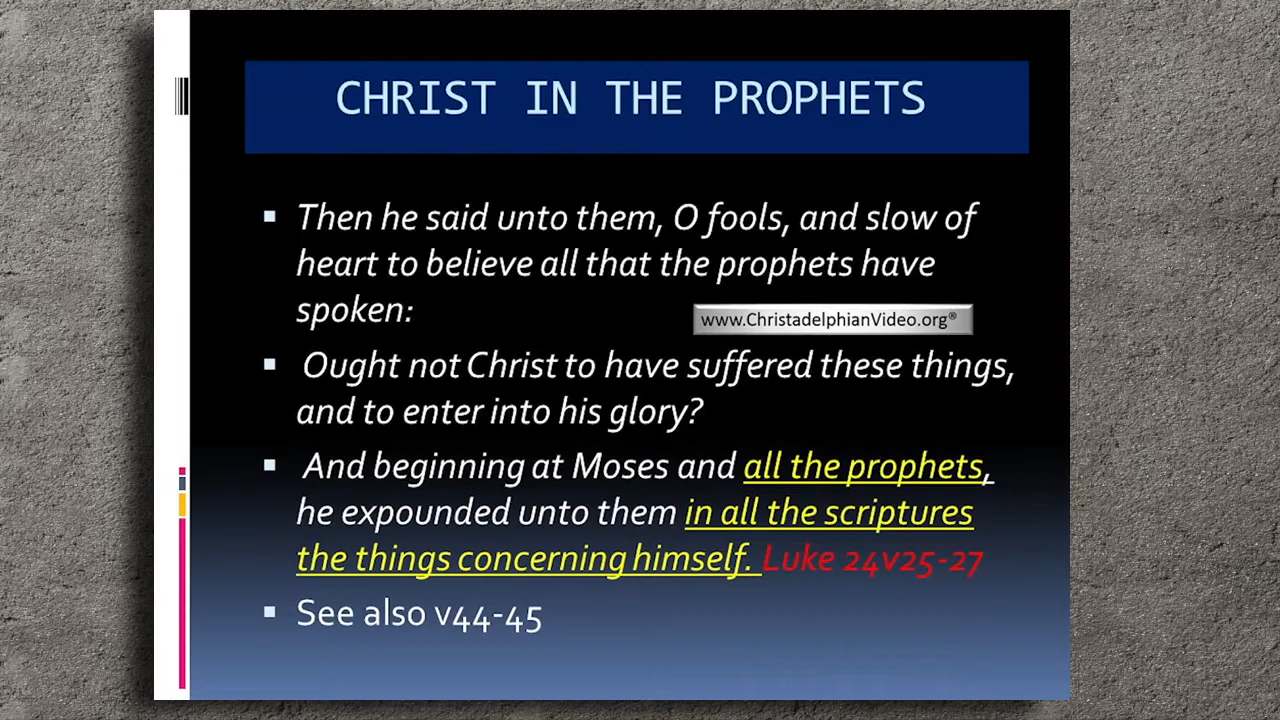 CHRIST IN THE PROPHETS
Then he said unto them, O fools, and slow of
heart to believe all that the prophets have
spoken:
www.ChristadelphianVideo.org®
Ought not Christ to have suffered these things,
and to enter into his glory?
And beginning at Moses and all the prophets,
he expounded unto them in all the scriptures
the things concerning himself. Luke 24v25-27
See also v44-45